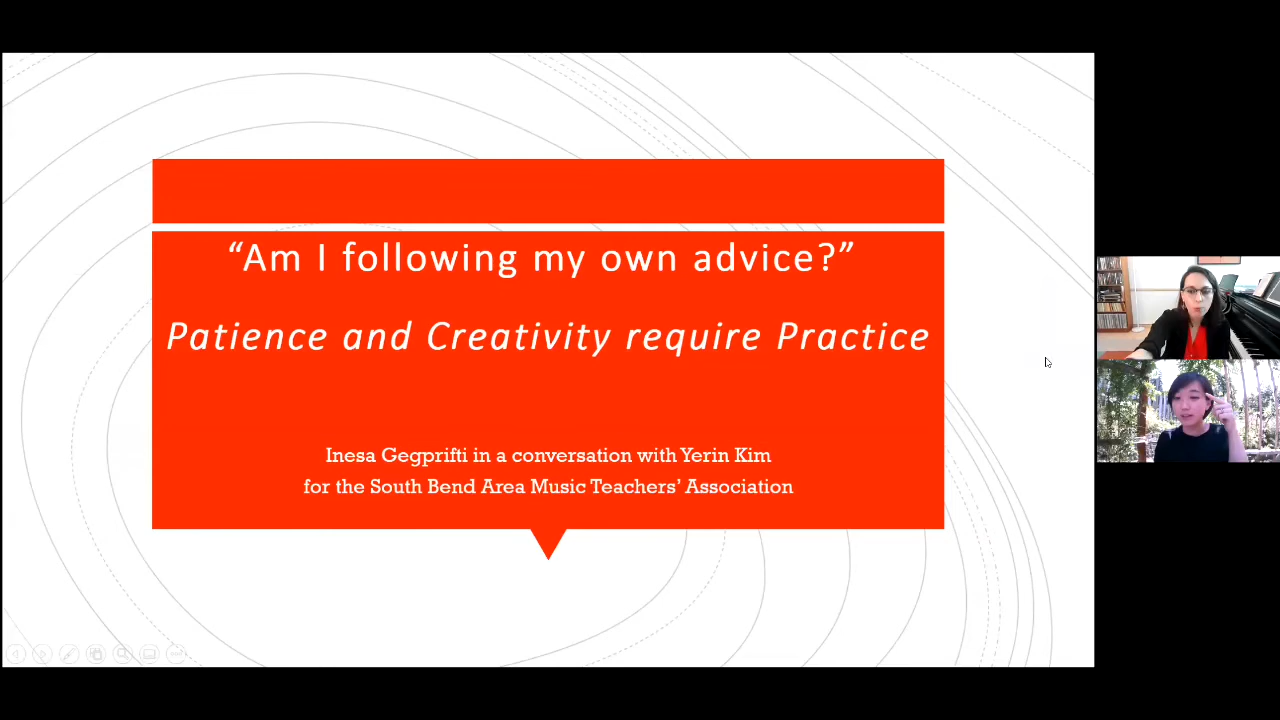 “Am I following my own advice?”
Patience and Creativity require Practice
Inesa Gegprifti in a conversation with Yerin Kim
for the South Bend Area Music Teachers’ Association